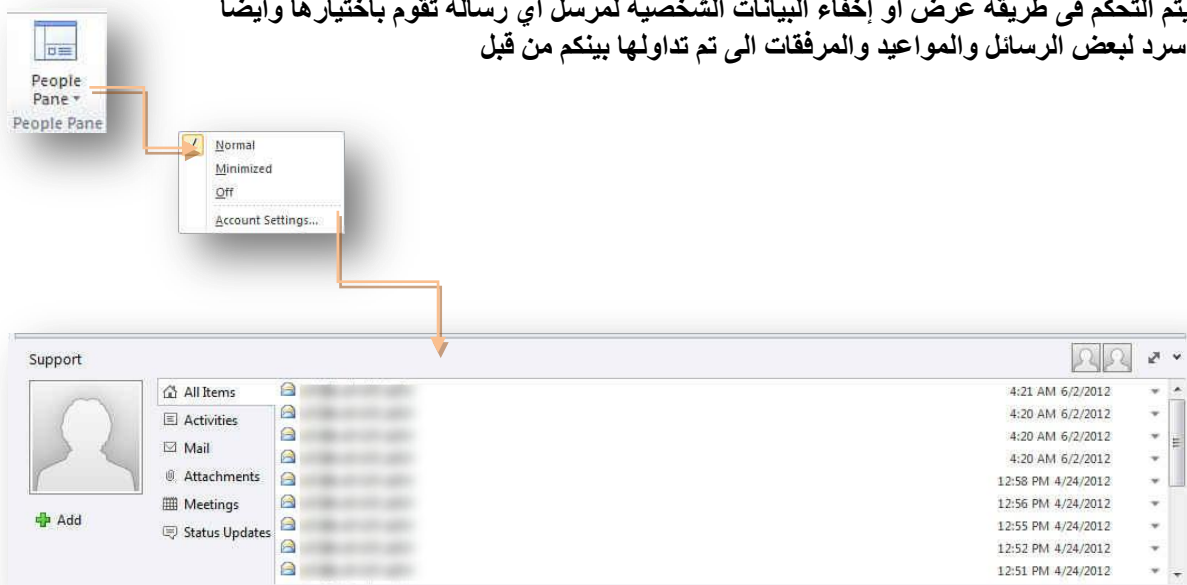 يتم التحكم فى طريقة عرض أو إخفاء البيانات الشخصية لمرسل أي رسالة تقوم باختيارها وأيضا
سرد لبعض الرسائل والمواعيد والمرفقات الى تم تداولها بينكم من قبل
People
Pane
People Pane
Normal
Minimized
Off
Account Settings...
Support
All Items
Activities
Mail
Attachments
Meetings
Status Updates
Add
4:21 AM 6/2/2012
4:20 AM 6/2/2012
4:20 AM 6/2/2012
4:20 AM 6/2/2012
12:58 PM 4/24/2012
12:56 PM 4/24/2012
12:55 PM 4/24/2012
12:52 PM 4/24/2012
12:51 PM 4/24/2012